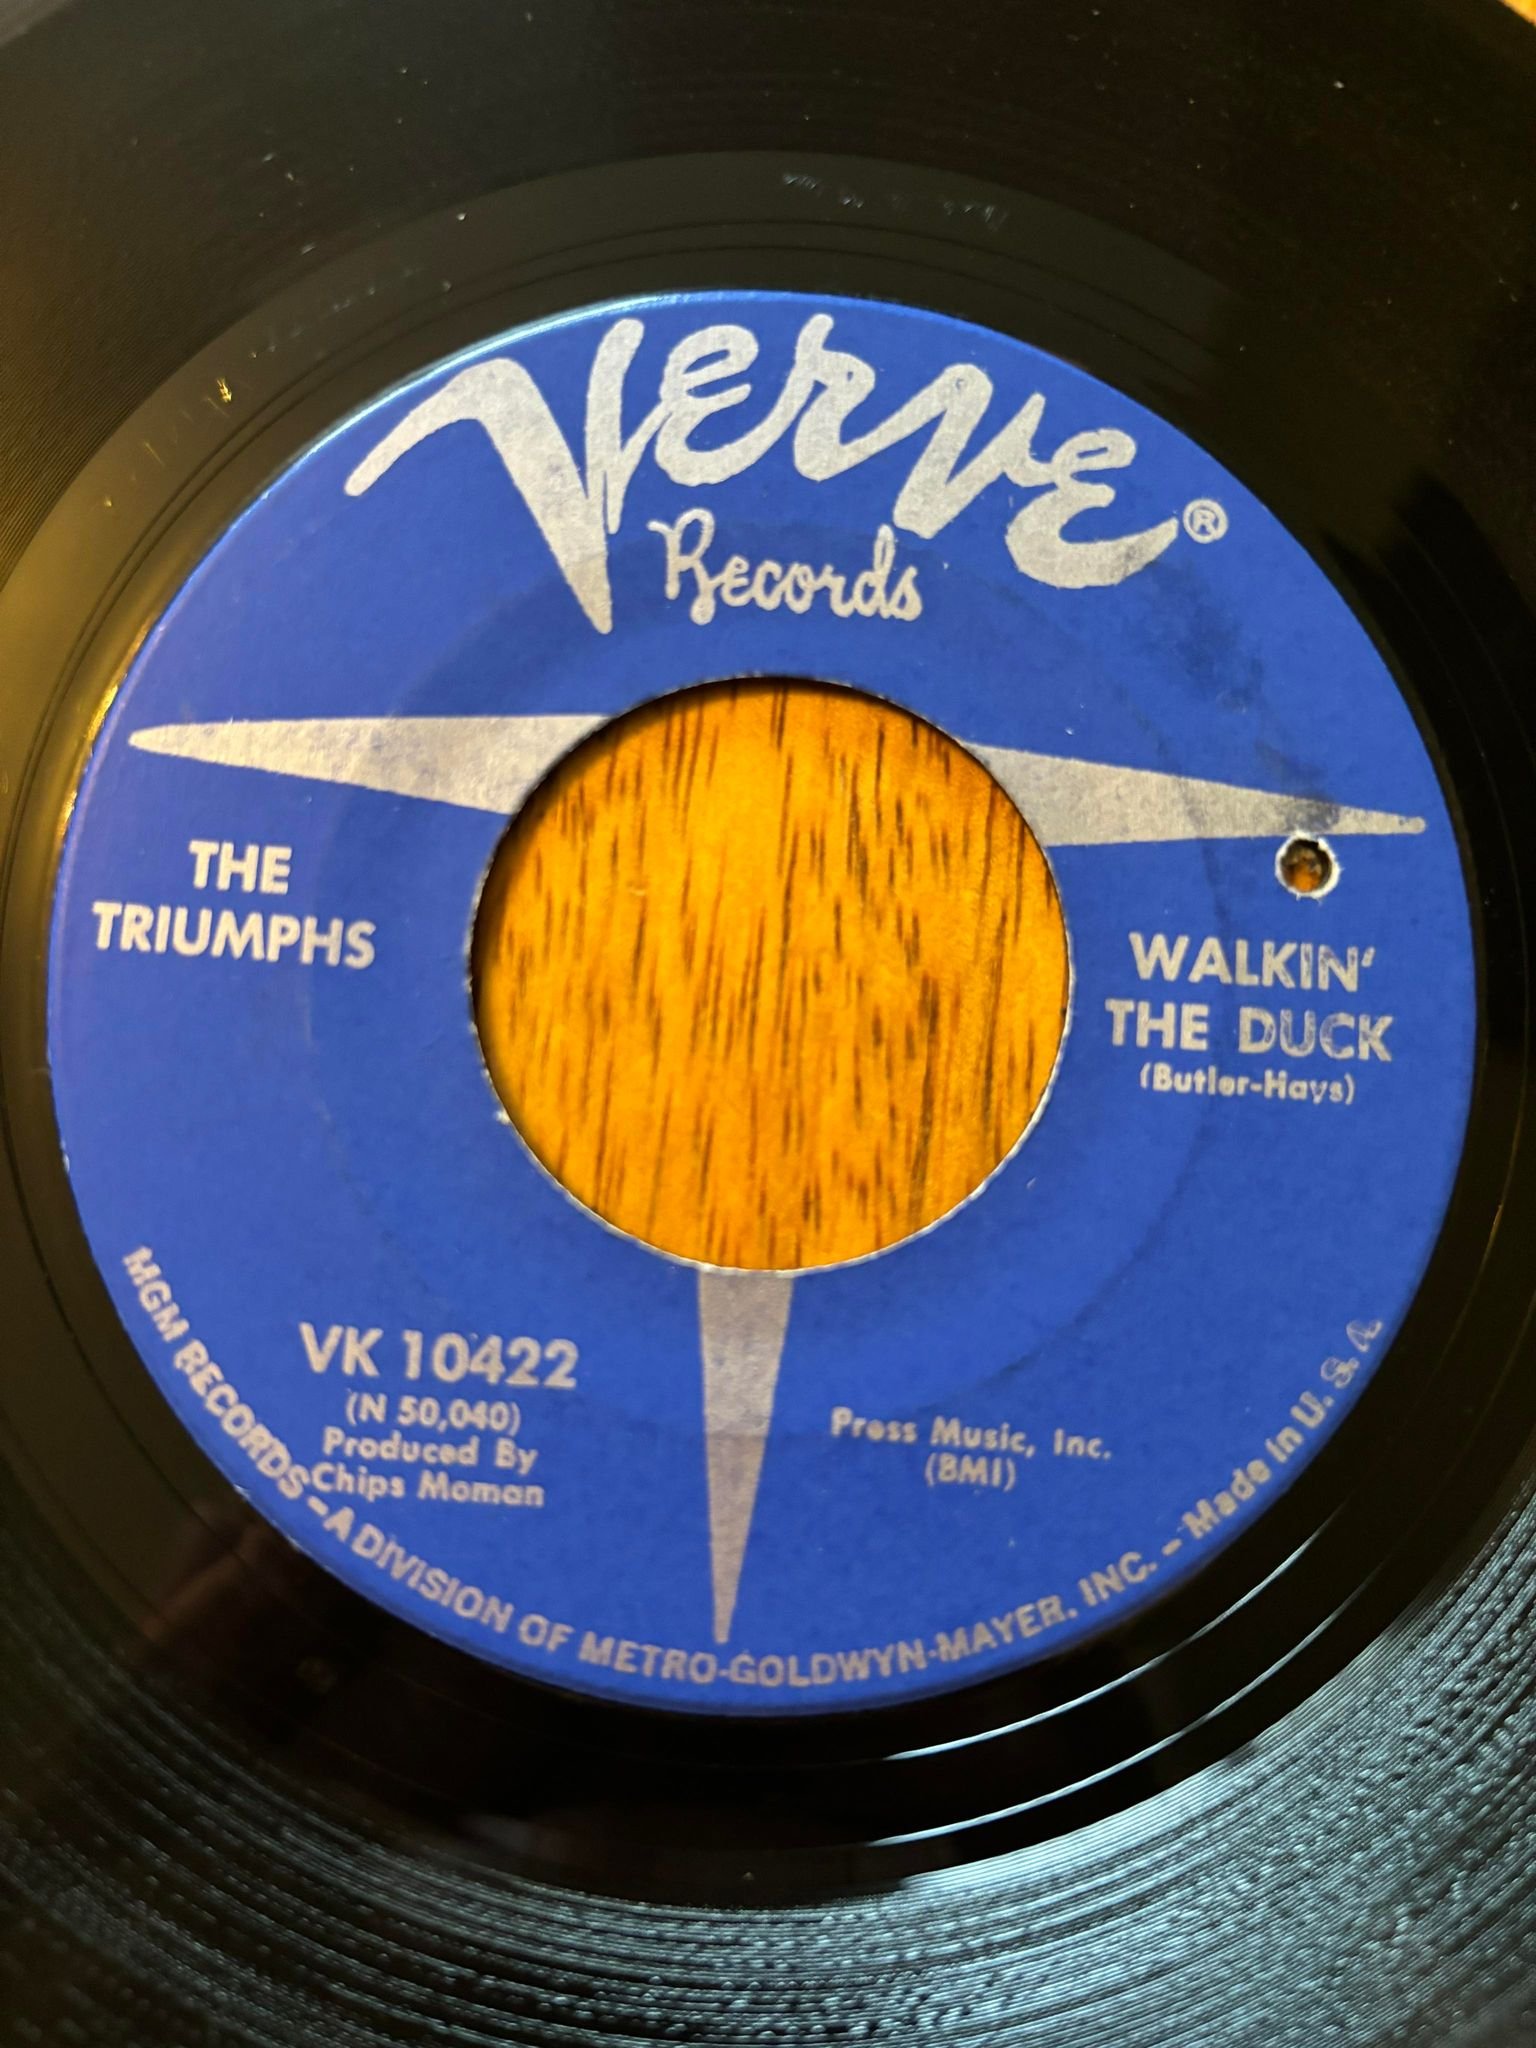 Verve®
Records
THE
TRIUMPHS
WALKIN'
THE DUCK
(Butler-Hays)
VK 10422
(N 50,040)
Produced By
Chips Moman
Press Music, Inc.
(BMI)
MGM RECORDS–A DIVISION OF METRO-GOLDWYN-MAYER, INC. – Made in U. S. A.